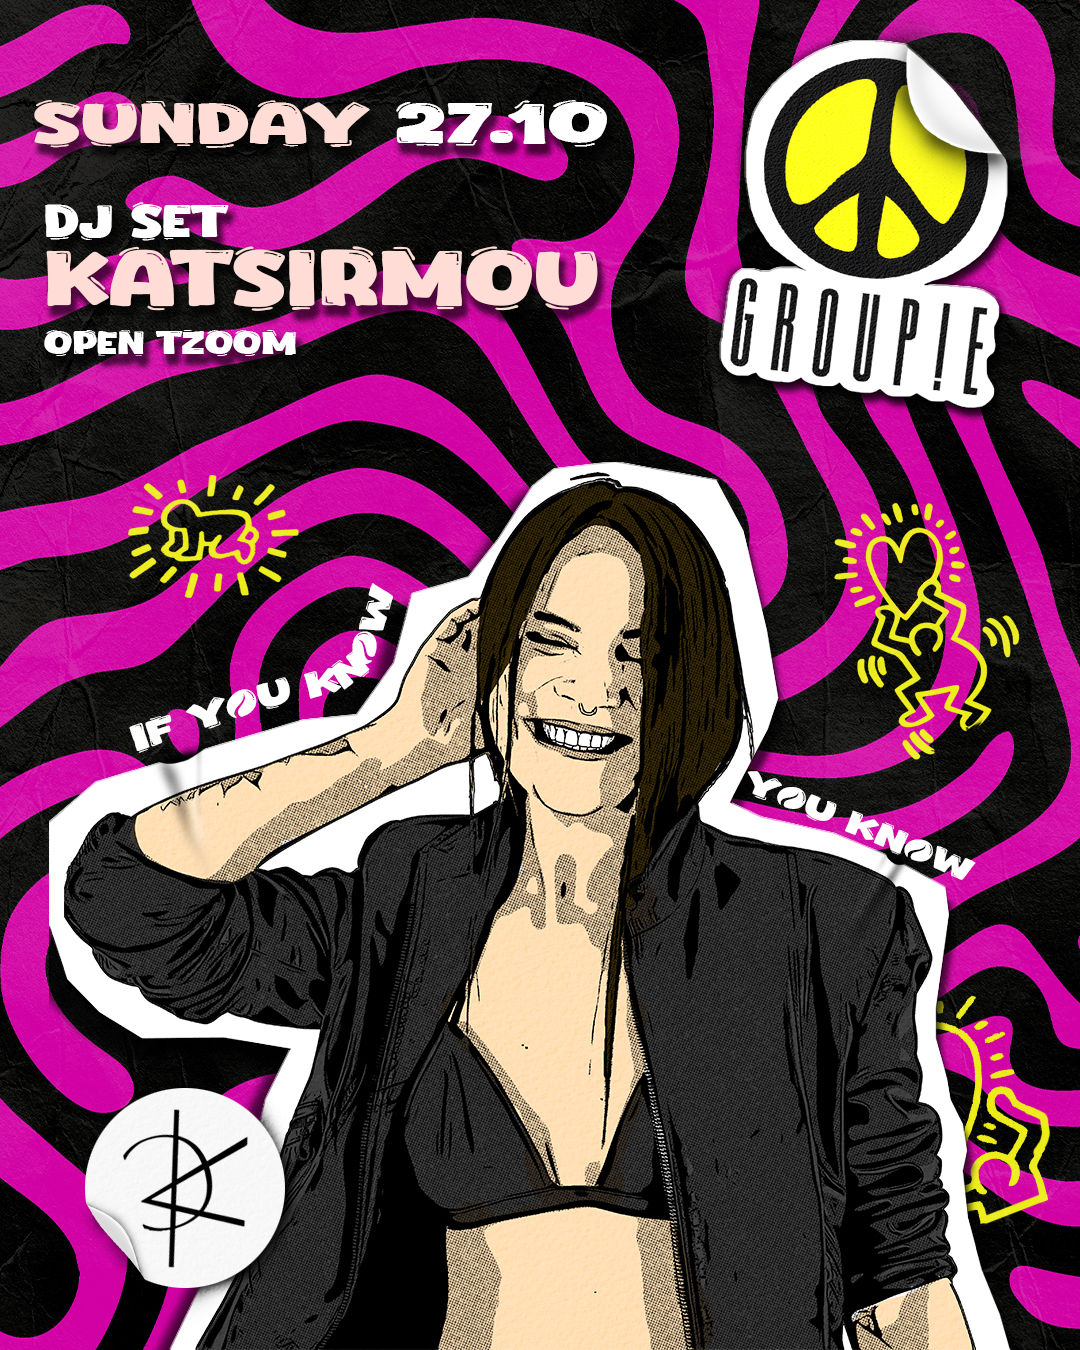 SUNDAY 27.10
DJ SET
KATSIRMOU
OPEN TZOOM
GROUP!E
IF YOU KNOW
YOU KNOW